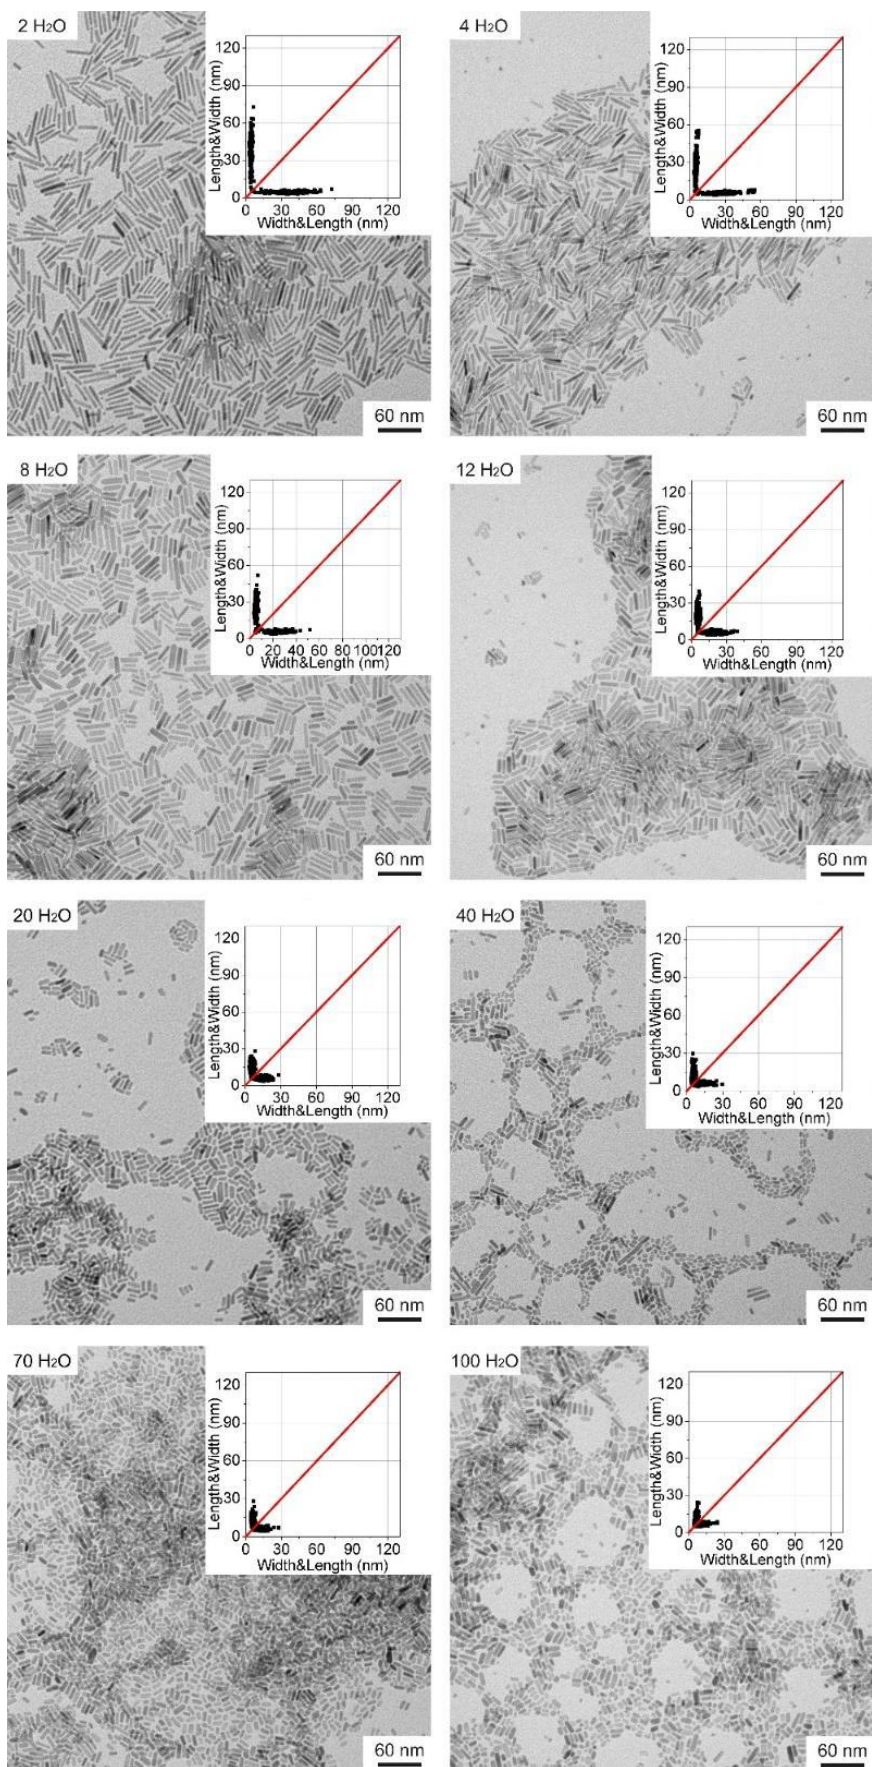 2 H₂O
Length&Width (nm)
120
90
60
30
0
0 30 60 90 120
Width&Length (nm)
60 nm
4 H₂O
Length&Width (nm)
120
90
60
30
0
0 30 60 90 120
Width&Length (nm)
60 nm
8 H₂O
Length&Width (nm)
120
90
60
30
0
0 20 40 60 80 100 120
Width&Length (nm)
60 nm
12 H₂O
Length&Width (nm)
120
90
60
30
0
0 30 60 90 120
Width&Length (nm)
60 nm
20 H₂O
Length&Width (nm)
120
90
60
30
0
0 30 60 90 120
Width&Length (nm)
60 nm
40 H₂O
Length&Width (nm)
120
90
60
30
0
0 30 60 90 120
Width&Length (nm)
60 nm
70 H₂O
Length&Width (nm)
120
90
60
30
0
0 30 60 90 120
Width&Length (nm)
60 nm
100 H₂O
Length&Width (nm)
120
90
60
30
0
0 30 60 90 120
Width&Length (nm)
60 nm